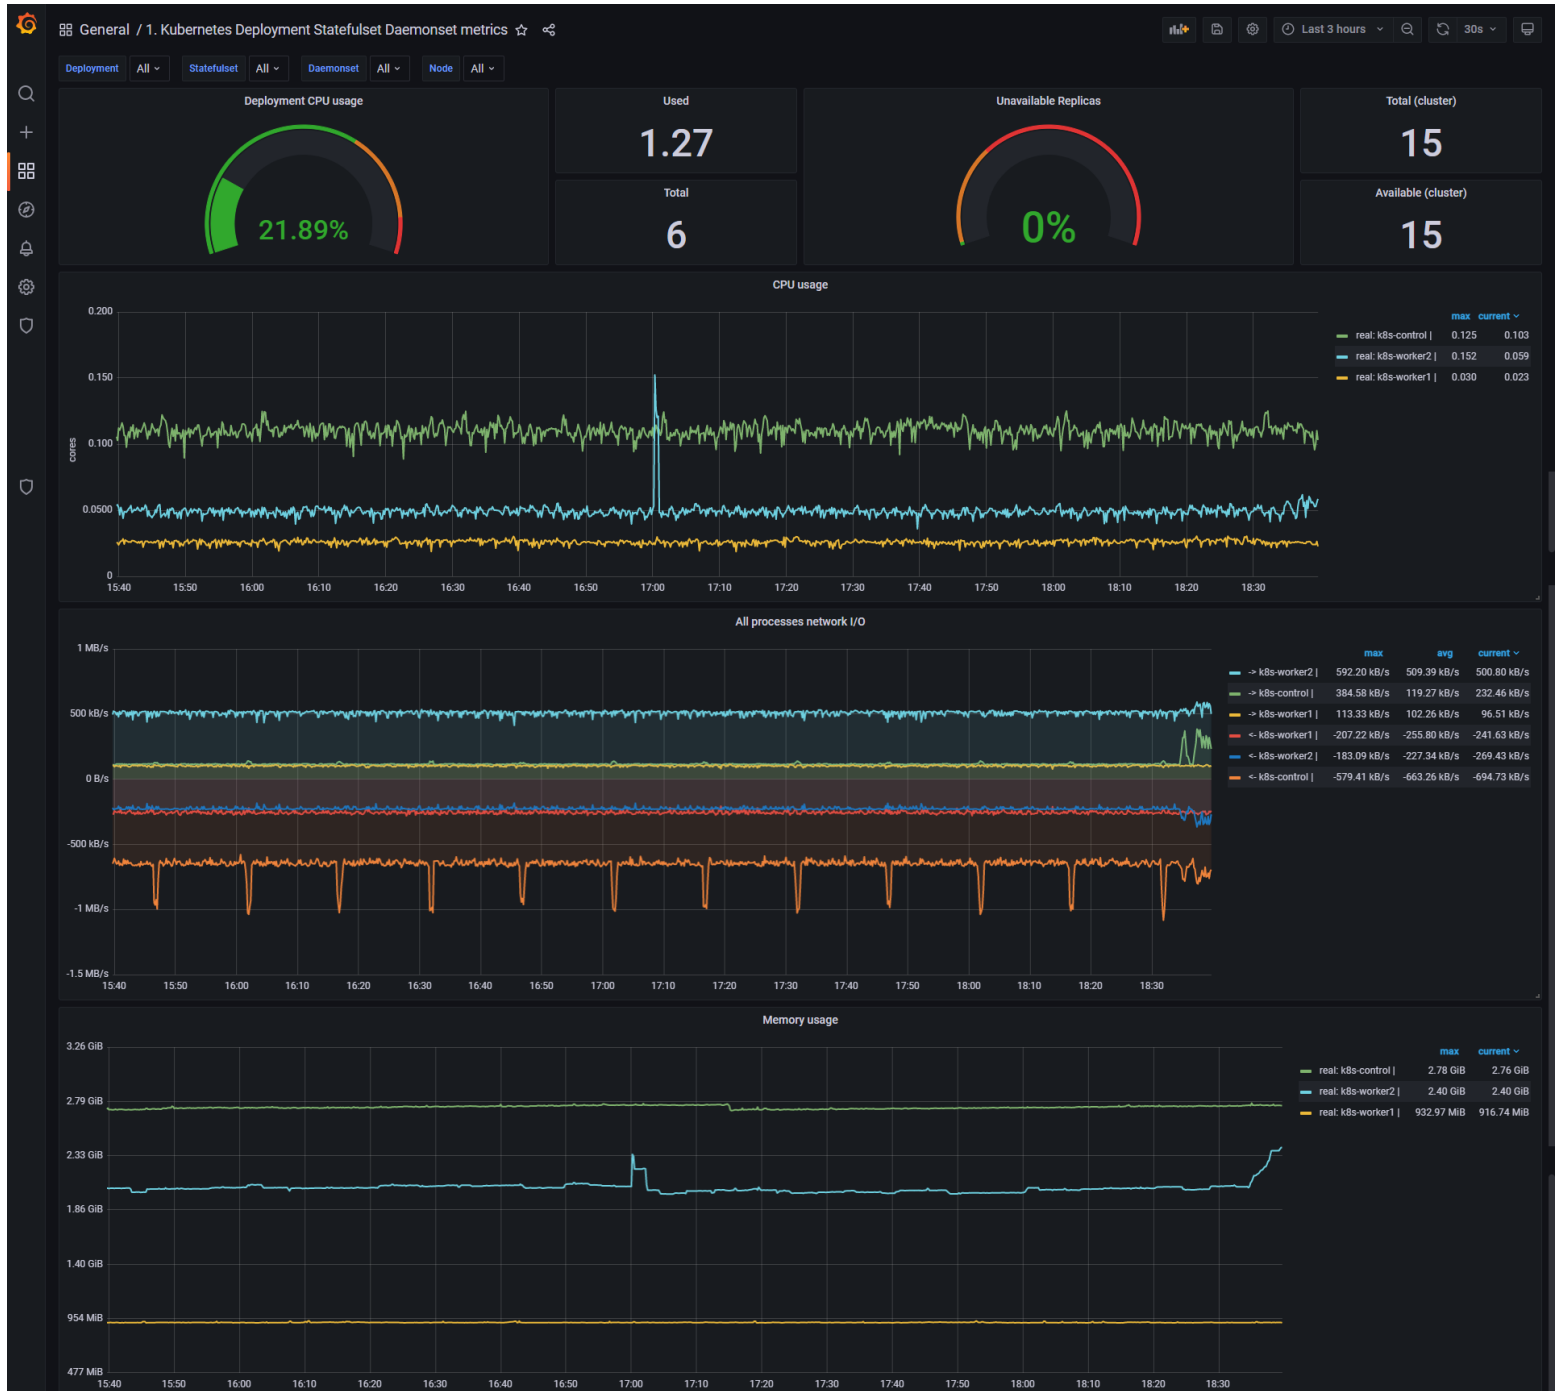 General / 1. Kubernetes Deployment Statefulset Daemonset metrics
Last 3 hours
30s
Deployment All Statefulset All Daemonset All Node All
Deployment CPU usage
21.89%
Used
1.27
Total
6
Unavailable Replicas
0%
Total (cluster)
15
Available (cluster)
15
CPU usage
cores
0.200
0.150
0.100
0.0500
0
15:40 15:50 16:00 16:10 16:20 16:30 16:40 16:50 17:00 17:10 17:20 17:30 17:40 17:50 18:00 18:10 18:20 18:30
max current
real: k8s-control | 0.125 0.103
real: k8s-worker2 | 0.152 0.059
real: k8s-worker1 | 0.030 0.023
All processes network I/O
1 MB/s
500 kB/s
0 B/s
-500 kB/s
-1 MB/s
-1.5 MB/s
15:40 15:50 16:00 16:10 16:20 16:30 16:40 16:50 17:00 17:10 17:20 17:30 17:40 17:50 18:00 18:10 18:20 18:30
max avg current
-> k8s-worker2 | 592.20 kB/s 509.39 kB/s 500.80 kB/s
-> k8s-control | 384.58 kB/s 119.27 kB/s 232.46 kB/s
-> k8s-worker1 | 113.33 kB/s 102.26 kB/s 96.51 kB/s
<- k8s-worker1 | -207.22 kB/s -255.80 kB/s -241.63 kB/s
<- k8s-worker2 | -183.09 kB/s -227.34 kB/s -269.43 kB/s
<- k8s-control | -579.41 kB/s -663.26 kB/s -694.73 kB/s
Memory usage
3.26 GiB
2.79 GiB
2.33 GiB
1.86 GiB
1.40 GiB
954 MiB
477 MiB
15:40 15:50 16:00 16:10 16:20 16:30 16:40 16:50 17:00 17:10 17:20 17:30 17:40 17:50 18:00 18:10 18:20 18:30
max current
real: k8s-control | 2.78 GiB 2.76 GiB
real: k8s-worker2 | 2.40 GiB 2.40 GiB
real: k8s-worker1 | 932.97 MiB 916.74 MiB